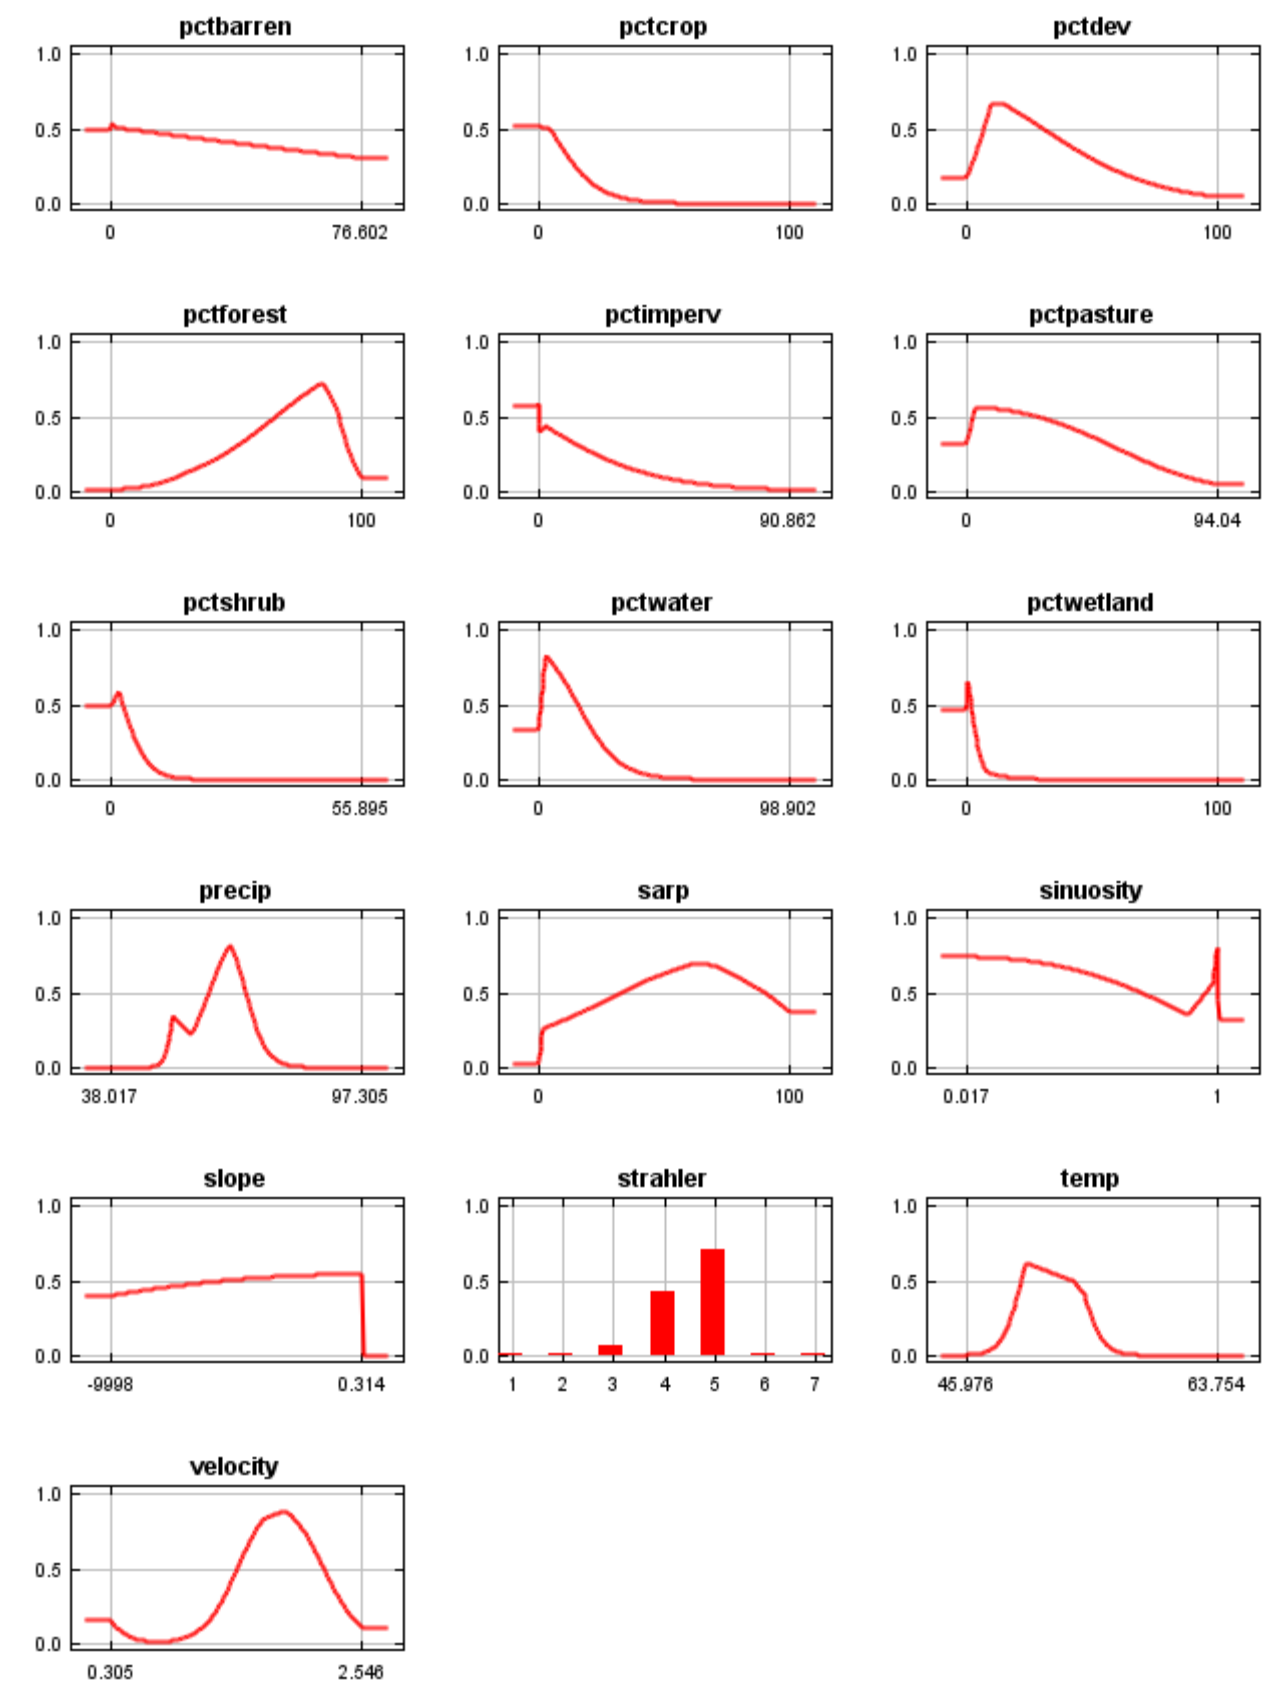 pctbarren pctcrop pctdev
1.0 1.0 1.0
0.5 0.5 0.5
0.0 0.0 0.0
0 76.602 0 100 0 100
pctforest pctimperv pctpasture
1.0 1.0 1.0
0.5 0.5 0.5
0.0 0.0 0.0
0 100 0 90.862 0 94.04
pctshrub pctwater pctwetland
1.0 1.0 1.0
0.5 0.5 0.5
0.0 0.0 0.0
0 55.895 0 98.902 0 100
precip sarp sinuosity
1.0 1.0 1.0
0.5 0.5 0.5
0.0 0.0 0.0
38.017 97.305 0 100 0.017 1
slope strahler temp
1.0 1.0 1.0
0.5 0.5 0.5
0.0 0.0 0.0
-9998 0.314 1 2 3 4 5 6 7 45.976 63.754
velocity
1.0
0.5
0.0
0.305 2.546